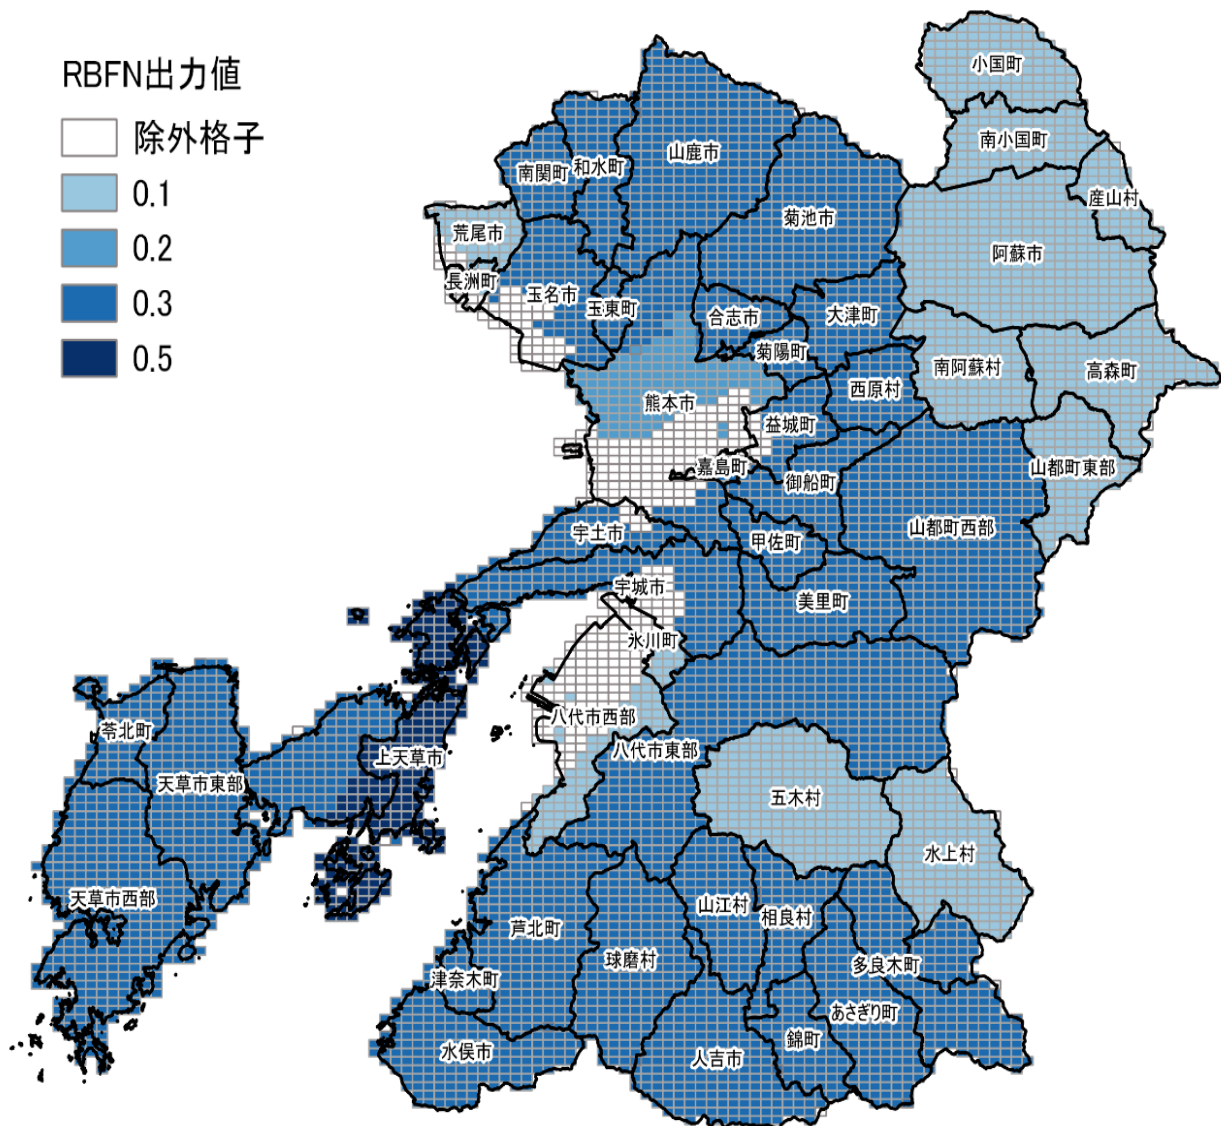 RBFN出力値
除外格子
0.1
0.2
0.3
0.5
小国町
南小国町
産山村
山鹿市
和水町
南関町
菊池市
荒尾市
阿蘇市
長洲町
玉名市
玉東町
合志市
大津町
菊陽町
南阿蘇村
高森町
西原村
熊本市
益城町
嘉島町
御船町
山都町東部
山都町西部
宇土市
甲佐町
宇城市
美里町
氷川町
八代市西部
苓北町
八代市東部
上天草市
天草市東部
五木村
水上村
天草市西部
山江村
相良村
芦北町
球磨村
多良木町
津奈木町
あさぎり町
錦町
水俣市
人吉市